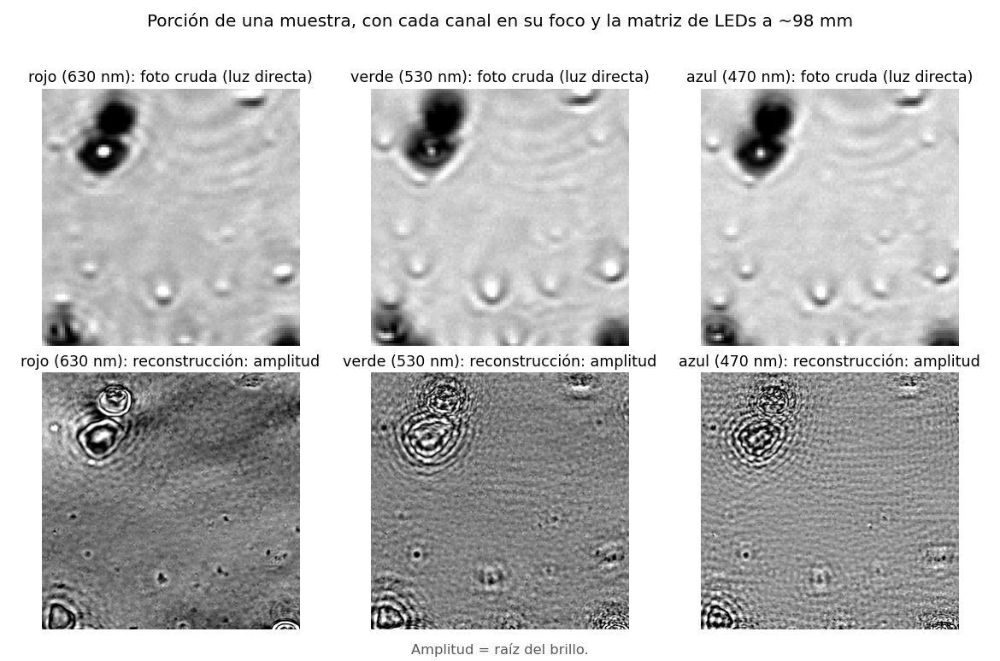 Porción de una muestra, con cada canal en su foco y la matriz de LEDs a ~98 mm
rojo (630 nm): foto cruda (luz directa)
verde (530 nm): foto cruda (luz directa)
azul (470 nm): foto cruda (luz directa)
rojo (630 nm): reconstrucción: amplitud
verde (530 nm): reconstrucción: amplitud
azul (470 nm): reconstrucción: amplitud
Amplitud = raíz del brillo.